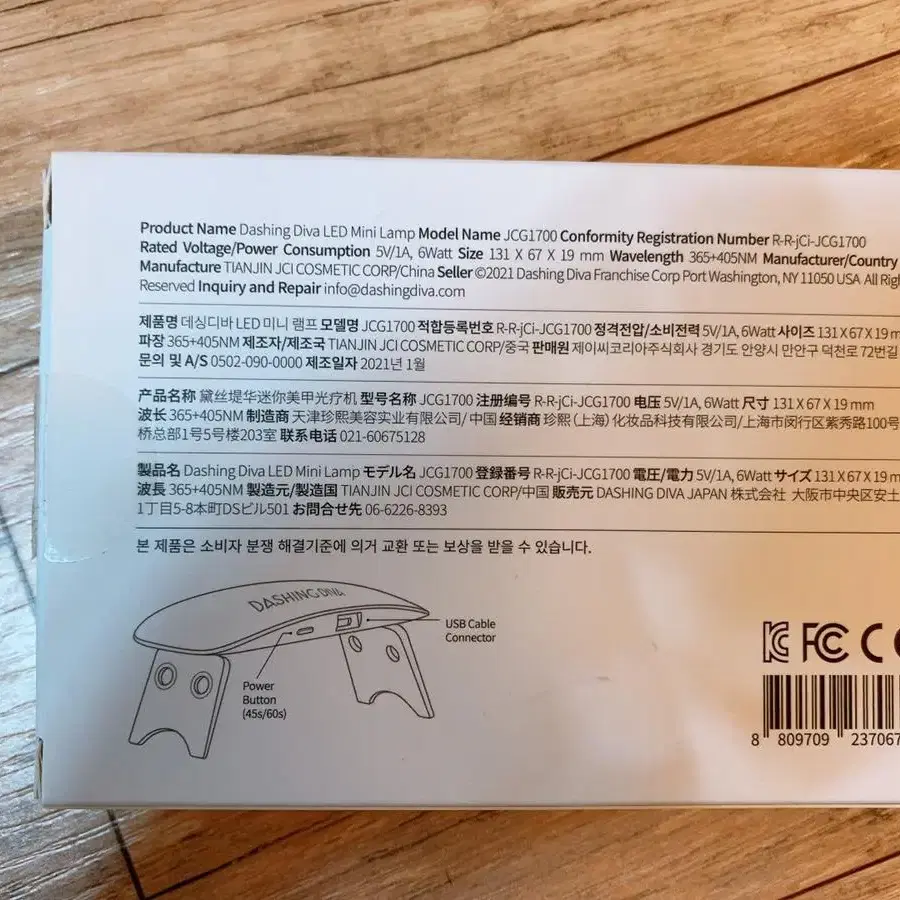 Product Name Dashing Diva LED Mini Lamp Model Name JCG1700 Conformity Registration Number R-R-jCi-JCG1700
Rated Voltage/Power Consumption 5V/1A, 6Watt Size 131 X 67 X 19 mm Wavelength 365+405NM Manufacturer/Country
Manufacture TIANJIN JCI COSMETIC CORP/China Seller ©2021 Dashing Diva Franchise Corp Port Washington, NY 11050 USA All
Reserved Inquiry and Repair info@dashingdiva.com
제품명 데싱디바 LED 미니 램프 모델명 JCG1700 적합등록번호 R-R-jCi-JCG1700 정격전압/소비전력 5V/1A, 6Watt 사이즈 131 X 67 X 19 m
파장 365+405NM 제조자/제조국 TIANJIN JCI COSMETIC CORP/중국 판매원 제이씨코리아주식회사 경기도 안양시 만안구 덕천로 72번길
문의 및 A/S 0502-090-0000 제조일자 2021년 1월
产品名称 黛丝堤华迷你美甲光疗机 型号名称 JCG1700 注册编号 R-R-jCi-JCG1700 电压 5V/1A, 6Watt 尺寸 131 X 67 X 19 mm
波长 365+405NM 制造商 天津珍熙美容实业有限公司/ 中国 经销商 珍熙 (上海) 化妆品科技有限公司/上海市闵行区紫秀路100号
桥总部1号5号楼203室 联系电话 021-60675128
製品名 Dashing Diva LED Mini Lamp モデル名 JCG1700 登録番号 R-R-jCi-JCG1700 電圧/電力 5V/1A, 6Watt サイズ 131 X 67 X 19 m
波長 365+405NM 製造元/製造国 TIANJIN JCI COSMETIC CORP/中国 販売元 DASHING DIVA JAPAN 株式会社 大阪市中央区安土
1丁目5-8本町DSビル501 お問合せ先 06-6226-8393
본 제품은 소비자 분쟁 해결기준에 의거 교환 또는 보상을 받을 수 있습니다.
DASHING DIVA
USB Cable
Connector
Power
Button
(45s/60s)
FC
8 809709 237067